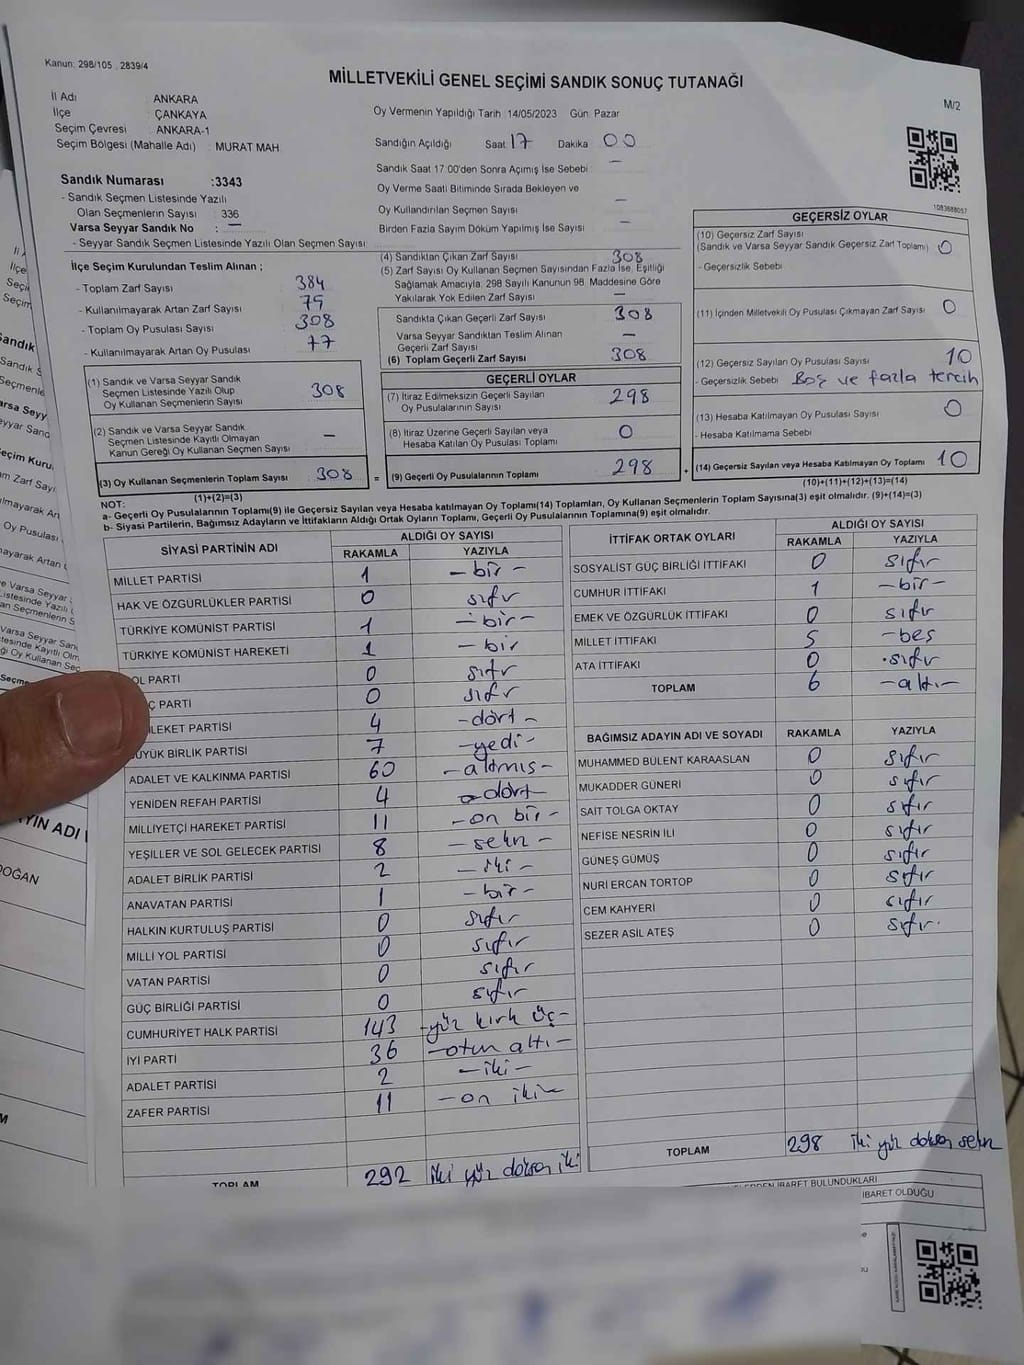 Kanun: 298/105 . 2839/4
MİLLETVEKİLİ GENEL SEÇİMİ SANDIK SONUÇ TUTANAĞI
M/2
İl Adı : ANKARA
İlçe : ÇANKAYA
Seçim Çevresi : ANKARA-1
Seçim Bölgesi (Mahalle Adı) : MURAT MAH
Sandık Numarası :3343
- Sandık Seçmen Listesinde Yazılı
Olan Seçmenlerin Sayısı : 336
Varsa Seyyar Sandık No : —
- Seyyar Sandık Seçmen Listesinde Yazılı Olan Seçmen Sayısı :
Oy Vermenin Yapıldığı Tarih :14/05/2023 Gün: Pazar
Sandığın Açıldığı Saat 17 Dakika 00
Sandık Saat 17:00'den Sonra Açımış İse Sebebi : —
Oy Verme Saati Bitiminde Sırada Bekleyen ve
Oy Kullandırılan Seçmen Sayısı : —
Birden Fazla Sayım Döküm Yapılmış İse Sayısı : —
1083688057
İlçe Seçim Kurulundan Teslim Alınan ;
- Toplam Zarf Sayısı : 384
- Kullanılmayarak Artan Zarf Sayısı : 75
- Toplam Oy Pusulası Sayısı : 308
- Kullanılmayarak Artan Oy Pusulası : 77
(4) Sandıktan Çıkan Zarf Sayısı : 308
(5) Zarf Sayısı Oy Kullanan Seçmen Sayısından Fazla İse, Eşitliği
Sağlamak Amacıyla, 298 Sayılı Kanunun 98. Maddesine Göre
Yakılarak Yok Edilen Zarf Sayısı : —
Sandıkta Çıkan Geçerli Zarf Sayısı : 308
Varsa Seyyar Sandıktan Teslim Alınan
Geçerli Zarf Sayısı : —
(6) Toplam Geçerli Zarf Sayısı : 308
GEÇERSİZ OYLAR
(10) Geçersiz Zarf Sayısı
(Sandık ve Varsa Seyyar Sandık Geçersiz Zarf Toplamı) : 0
- Geçersizlik Sebebi :
(11) İçinden Milletvekili Oy Pusulası Çıkmayan Zarf Sayısı : 0
(12) Geçersiz Sayılan Oy Pusulası Sayısı : 10
- Geçersizlik Sebebi : Boş ve fazla tercih
(13) Hesaba Katılmayan Oy Pusulası Sayısı : 0
- Hesaba Katılmama Sebebi :
(14) Geçersiz Sayılan veya Hesaba Katılmayan Oy Toplamı : 10
(10)+(11)+(12)+(13)=(14)
(1) Sandık ve Varsa Seyyar Sandık
Seçmen Listesinde Yazılı Olup
Oy Kullanan Seçmenlerin Sayısı : 308
(2) Sandık ve Varsa Seyyar Sandık
Seçmen Listesinde Kayıtlı Olmayan
Kanun Gereği Oy Kullanan Seçmen Sayısı : —
(3) Oy Kullanan Seçmenlerin Toplam Sayısı : 308
(1)+(2)=(3)
GEÇERLİ OYLAR
(7) İtiraz Edilmeksizin Geçerli Sayılan
Oy Pusulalarının Sayısı : 298
(8) İtiraz Üzerine Geçerli Sayılan veya
Hesaba Katılan Oy Pusulası Toplamı : 0
= (9) Geçerli Oy Pusulalarının Toplamı : 298 +
NOT:
a- Geçerli Oy Pusulalarının Toplamı(9) ile Geçersiz Sayılan veya Hesaba katılmayan Oy Toplamı(14) Toplamları, Oy Kullanan Seçmenlerin Toplam Sayısına(3) eşit olmalıdır. (9)+(14)=(3)
b- Siyasi Partilerin, Bağımsız Adayların ve İttifakların Aldığı Ortak Oyların Toplamı, Geçerli Oy Pusulalarının Toplamına(9) eşit olmalıdır.
SİYASİ PARTİNİN ADI ALDIĞI OY SAYISI
RAKAMLA YAZIYLA
MİLLET PARTİSİ 1 - bir -
HAK VE ÖZGÜRLÜKLER PARTİSİ 0 sıfır
TÜRKİYE KOMÜNİST PARTİSİ 1 - bir -
TÜRKİYE KOMÜNİST HAREKETİ 1 - bir
OL PARTİ 0 sıfır
Ç PARTİ 0 sıfır
LEKET PARTİSİ 4 - dört -
ÜYÜK BİRLİK PARTİSİ 7 - yedi -
ADALET VE KALKINMA PARTİSİ 60 - altmış -
YENİDEN REFAH PARTİSİ 4 - dört
MİLLİYETÇİ HAREKET PARTİSİ 11 - on bir -
YEŞİLLER VE SOL GELECEK PARTİSİ 8 - sekiz -
ADALET BİRLİK PARTİSİ 2 - iki -
ANAVATAN PARTİSİ 1 - bir -
HALKIN KURTULUŞ PARTİSİ 0 sıfır
MİLLİ YOL PARTİSİ 0 sıfır
VATAN PARTİSİ 0 sıfır
GÜÇ BİRLİĞİ PARTİSİ 0 sıfır
CUMHURİYET HALK PARTİSİ 143 - yüz kırk üç -
İYİ PARTİ 36 - otuz altı -
ADALET PARTİSİ 2 - iki -
ZAFER PARTİSİ 11 - on iki -
TOPLAM 292 iki yüz doksan iki
İTTİFAK ORTAK OYLARI ALDIĞI OY SAYISI
RAKAMLA YAZIYLA
SOSYALİST GÜÇ BİRLİĞİ İTTİFAKI 0 sıfır
CUMHUR İTTİFAKI 1 - bir -
EMEK VE ÖZGÜRLÜK İTTİFAKI 0 sıfır
MİLLET İTTİFAKI 5 - beş
ATA İTTİFAKI 0 sıfır
TOPLAM 6 - altı -
BAĞIMSIZ ADAYIN ADI VE SOYADI RAKAMLA YAZIYLA
MUHAMMED BÜLENT KARAASLAN 0 sıfır
MUKADDER GÜNERİ 0 sıfır
SAİT TOLGA OKTAY 0 sıfır
NEFİSE NESRİN İLİ 0 sıfır
GÜNEŞ GÜMÜŞ 0 sıfır
NURİ ERCAN TORTOP 0 sıfır
CEM KAHYERİ 0 sıfır
SEZER ASİL ATEŞ 0 sıfır
TOPLAM 298 iki yüz doksan sekiz
İBARET BULUNDUKLARI
İBARET OLDUĞU